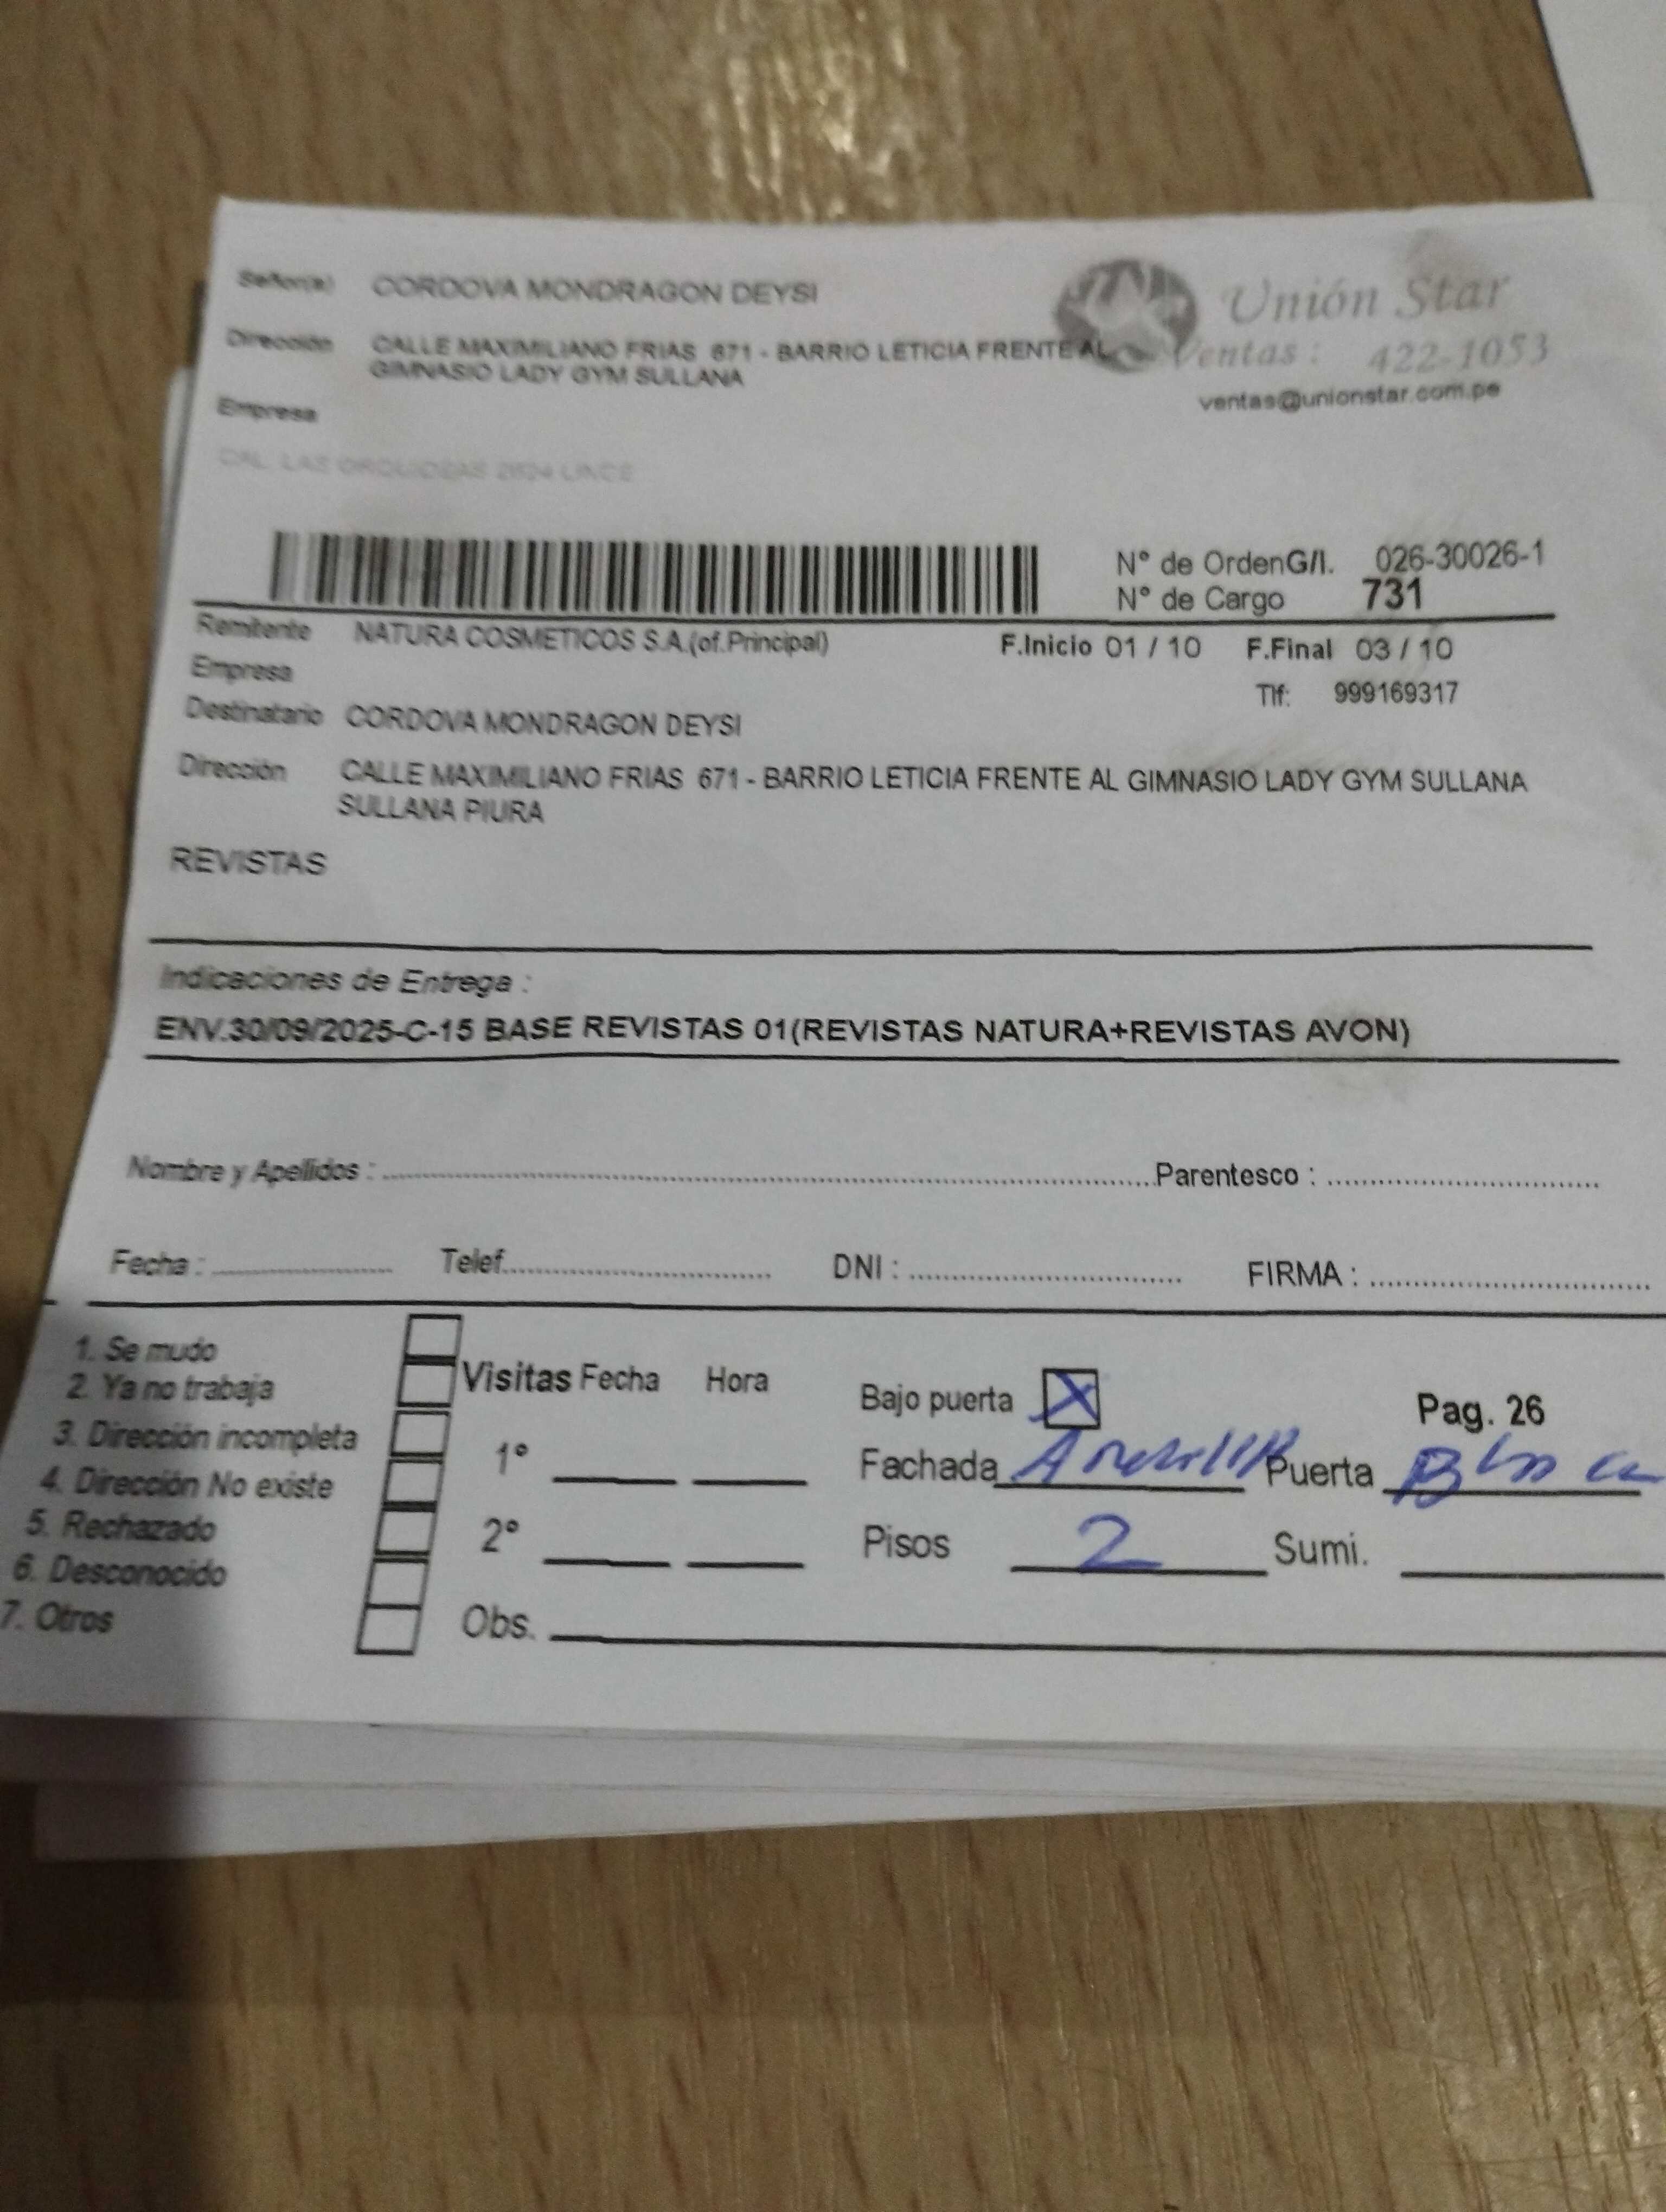 Señor(a) CORDOVA MONDRAGON DEYSI
Unión Star
Dirección CALLE MAXIMILIANO FRIAS 671 - BARRIO LETICIA FRENTE AL
GIMNASIO LADY GYM SULLANA
Ventas : 422-1053
ventas@unionstar.com.pe
Empresa
CAL. LAS ORQUIDEAS 2624 LINCE
N° de OrdenG/I. 026-30026-1
N° de Cargo 731
Remitente NATURA COSMETICOS S.A.(of.Principal) F.Inicio 01 / 10 F.Final 03 / 10
Empresa
Tlf: 999169317
Destinatario CORDOVA MONDRAGON DEYSI
Dirección CALLE MAXIMILIANO FRIAS 671 - BARRIO LETICIA FRENTE AL GIMNASIO LADY GYM SULLANA
SULLANA PIURA
REVISTAS
Indicaciones de Entrega :
ENV.30/09/2025-C-15 BASE REVISTAS 01(REVISTAS NATURA+REVISTAS AVON)
Nombre y Apellidos : Parentesco :
Fecha : Telef. DNI : FIRMA :
1. Se mudo
2. Ya no trabaja
3. Dirección incompleta
4. Dirección No existe
5. Rechazado
6. Desconocido
7. Otros
Visitas Fecha Hora
1°
2°
Obs.
Bajo puerta X
Pag. 26
Fachada Puerta
Pisos 2 Sumi.